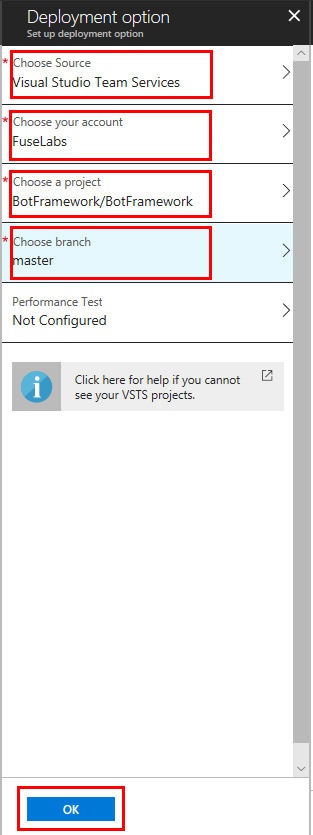 Deployment option
Set up deployment option
* Choose Source
Visual Studio Team Services
* Choose your account
FuseLabs
* Choose a project
BotFramework/BotFramework
* Choose branch
master
Performance Test
Not Configured
Click here for help if you cannot
see your VSTS projects.
OK